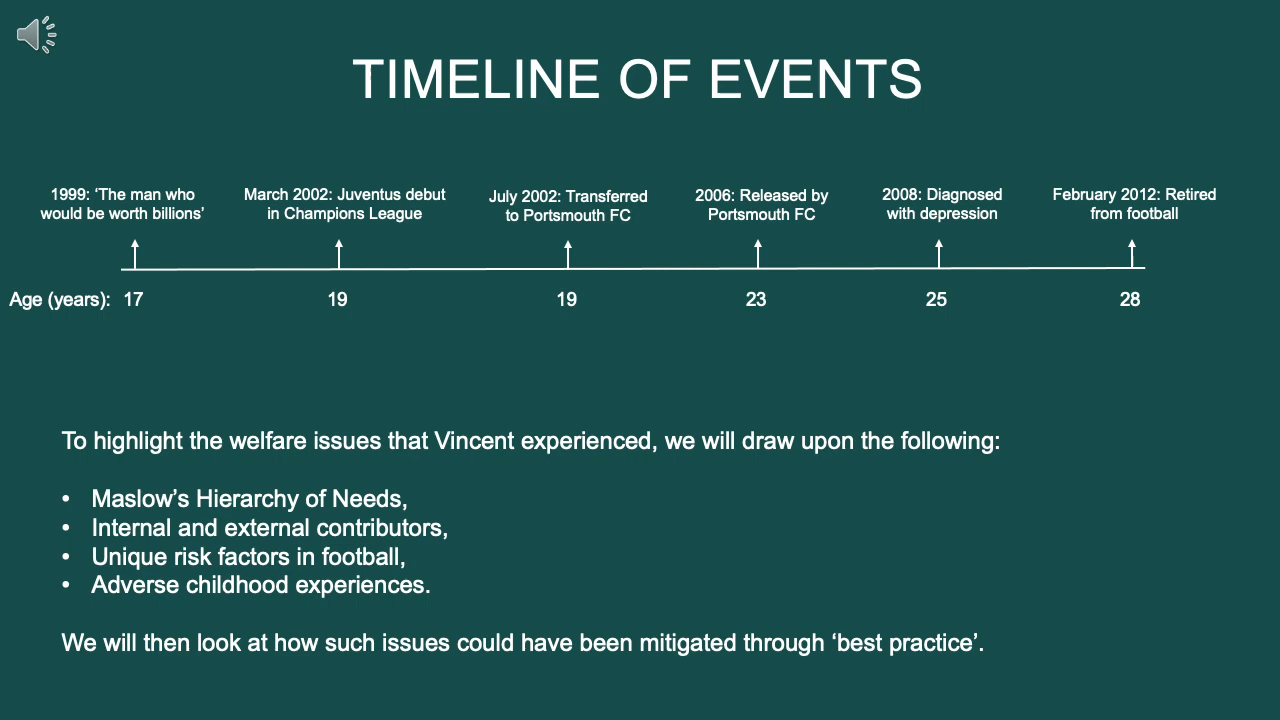 TIMELINE OF EVENTS
1999: ‘The man who
would be worth billions’
March 2002: Juventus debut
in Champions League
July 2002: Transferred
to Portsmouth FC
2006: Released by
Portsmouth FC
2008: Diagnosed
with depression
February 2012: Retired
from football
Age (years): 17 19 19 23 25 28
To highlight the welfare issues that Vincent experienced, we will draw upon the following:
• Maslow’s Hierarchy of Needs,
• Internal and external contributors,
• Unique risk factors in football,
• Adverse childhood experiences.
We will then look at how such issues could have been mitigated through ‘best practice’.